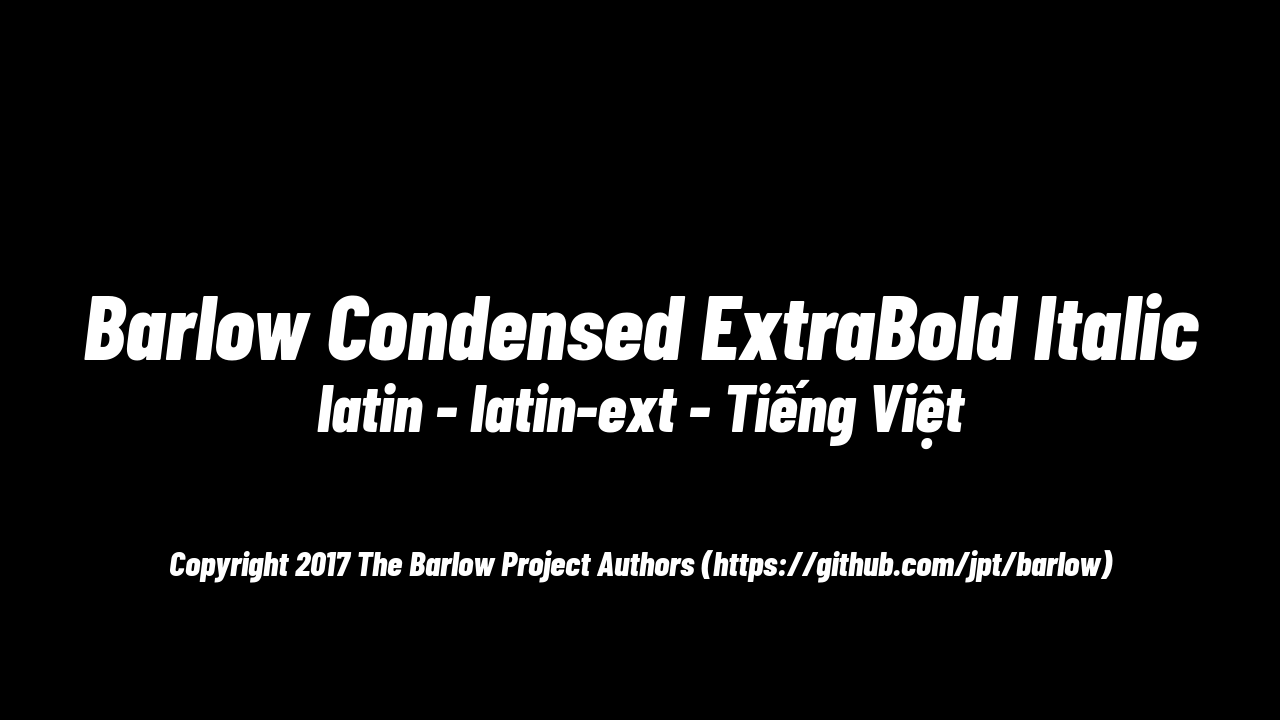 Barlow Condensed ExtraBold Italic
latin - latin-ext - Tiếng Việt
Copyright 2017 The Barlow Project Authors (https://github.com/jpt/barlow)